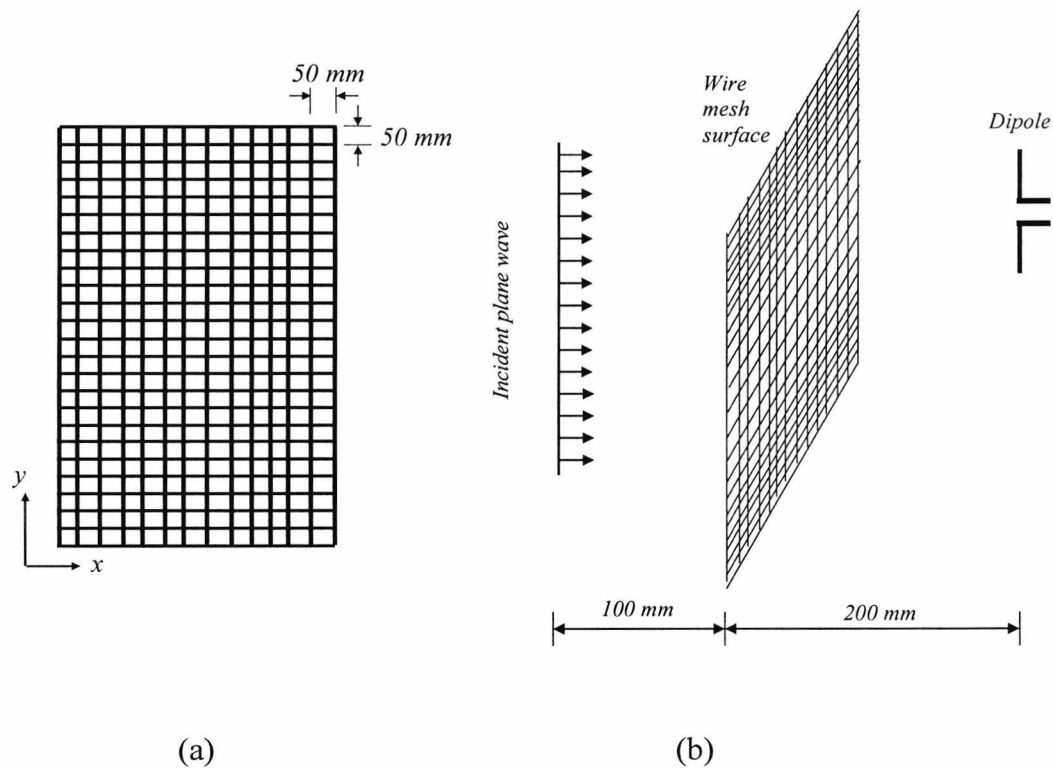 50 mm
50 mm
y
x
(a)
Incident plane wave
Wire
mesh
surface
Dipole
100 mm
200 mm
(b)